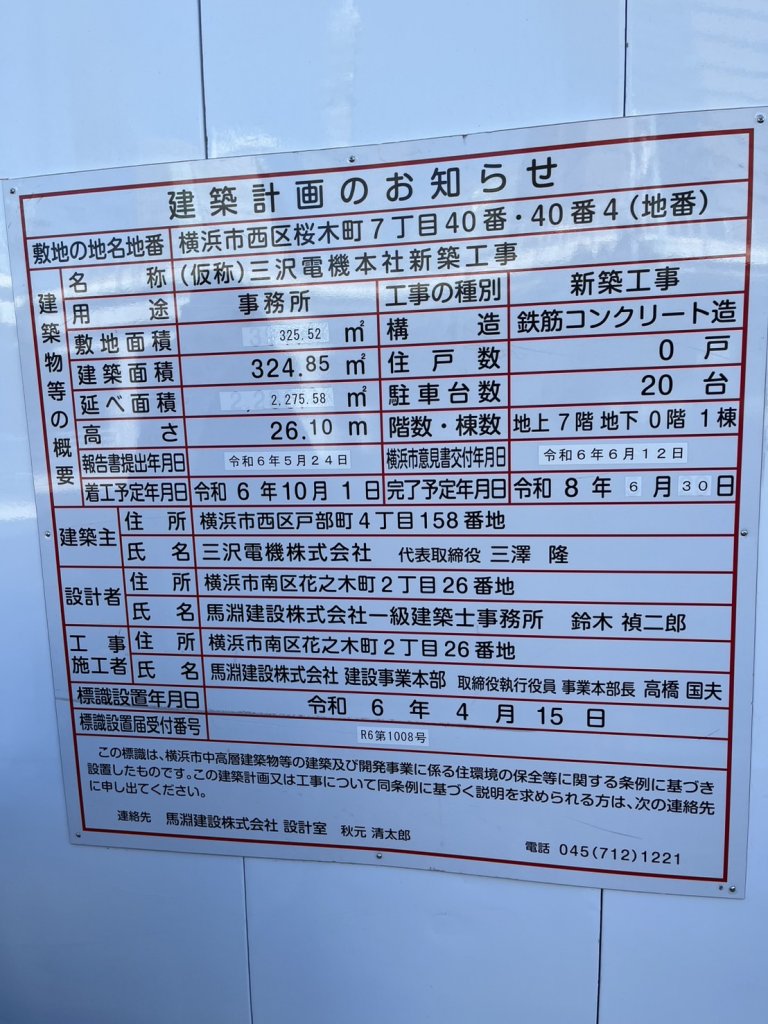 建築計画のお知らせ
敷地の地名地番 横浜市西区桜木町7丁目40番・40番4(地番)
建築物等の概要
名称 (仮称)三沢電機本社新築工事
用途 事務所 工事の種別 新築工事
敷地面積 325.52 ㎡ 構造 鉄筋コンクリート造
建築面積 324.85 ㎡ 住戸数 0 戸
延べ面積 2,275.58 ㎡ 駐車台数 20 台
高さ 26.10 m 階数・棟数 地上 7 階 地下 0 階 1 棟
報告書提出年月日 令和6年5月24日 横浜市意見書交付年月日 令和6年6月12日
着工予定年月日 令和 6 年 10 月 1 日 完了予定年月日 令和 8 年 6 月 30 日
建築主 住所 横浜市西区戸部町4丁目158番地
氏名 三沢電機株式会社 代表取締役 三澤 隆
設計者 住所 横浜市南区花之木町2丁目26番地
氏名 馬淵建設株式会社一級建築士事務所 鈴木 禎二郎
工事施工者 住所 横浜市南区花之木町2丁目26番地
氏名 馬淵建設株式会社 建設事業本部 取締役執行役員 事業本部長 高橋 国夫
標識設置年月日 令和 6 年 4 月 15 日
標識設置届受付番号 R6第1008号
この標識は、横浜市中高層建築物等の建築及び開発事業に係る住環境の保全等に関する条例に基づき
設置したものです。この建築計画又は工事について同条例に基づく説明を求められる方は、次の連絡先
に申し出てください。
連絡先 馬淵建設株式会社 設計室 秋元 清太郎
電話 045(712)1221